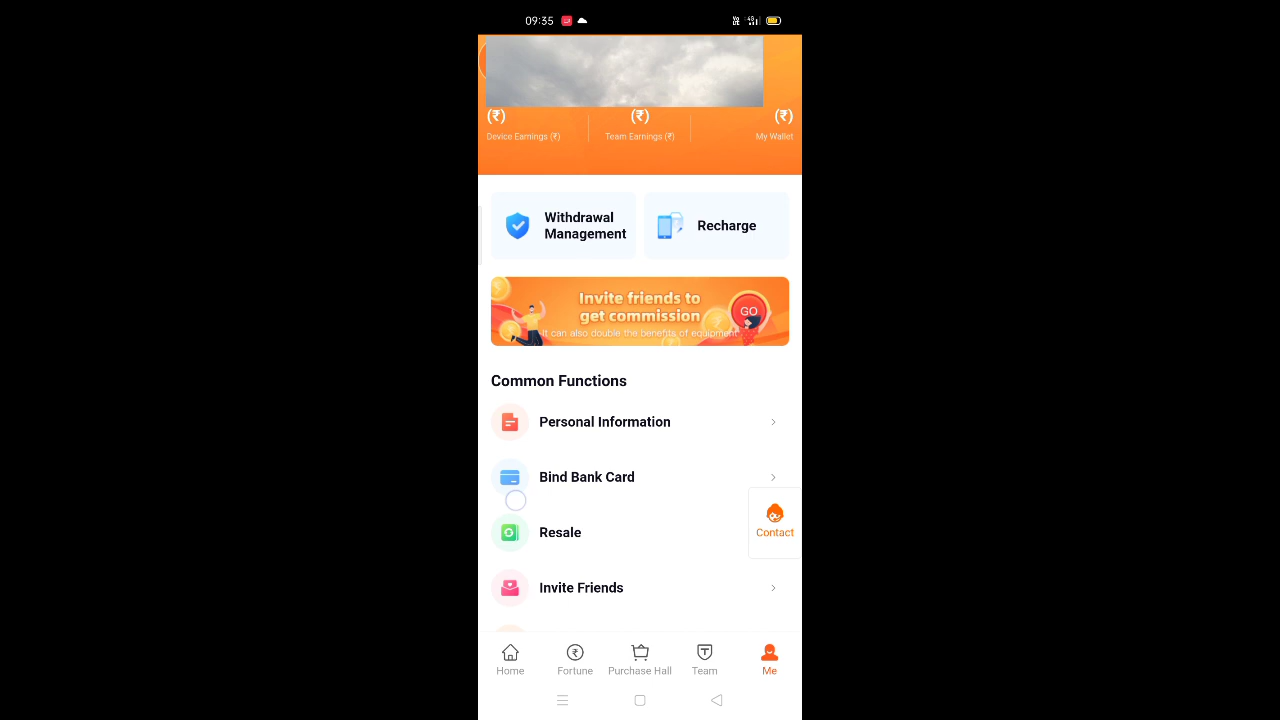 09:35
(₹) (₹) (₹)
Device Earnings (₹) Team Earnings (₹) My Wallet
Withdrawal
Management
Recharge
Invite friends to
get commission
GO
It can also double the benefits of equipment
Common Functions
Personal Information
Bind Bank Card
Resale
Contact
Invite Friends
Home Fortune Purchase Hall Team Me